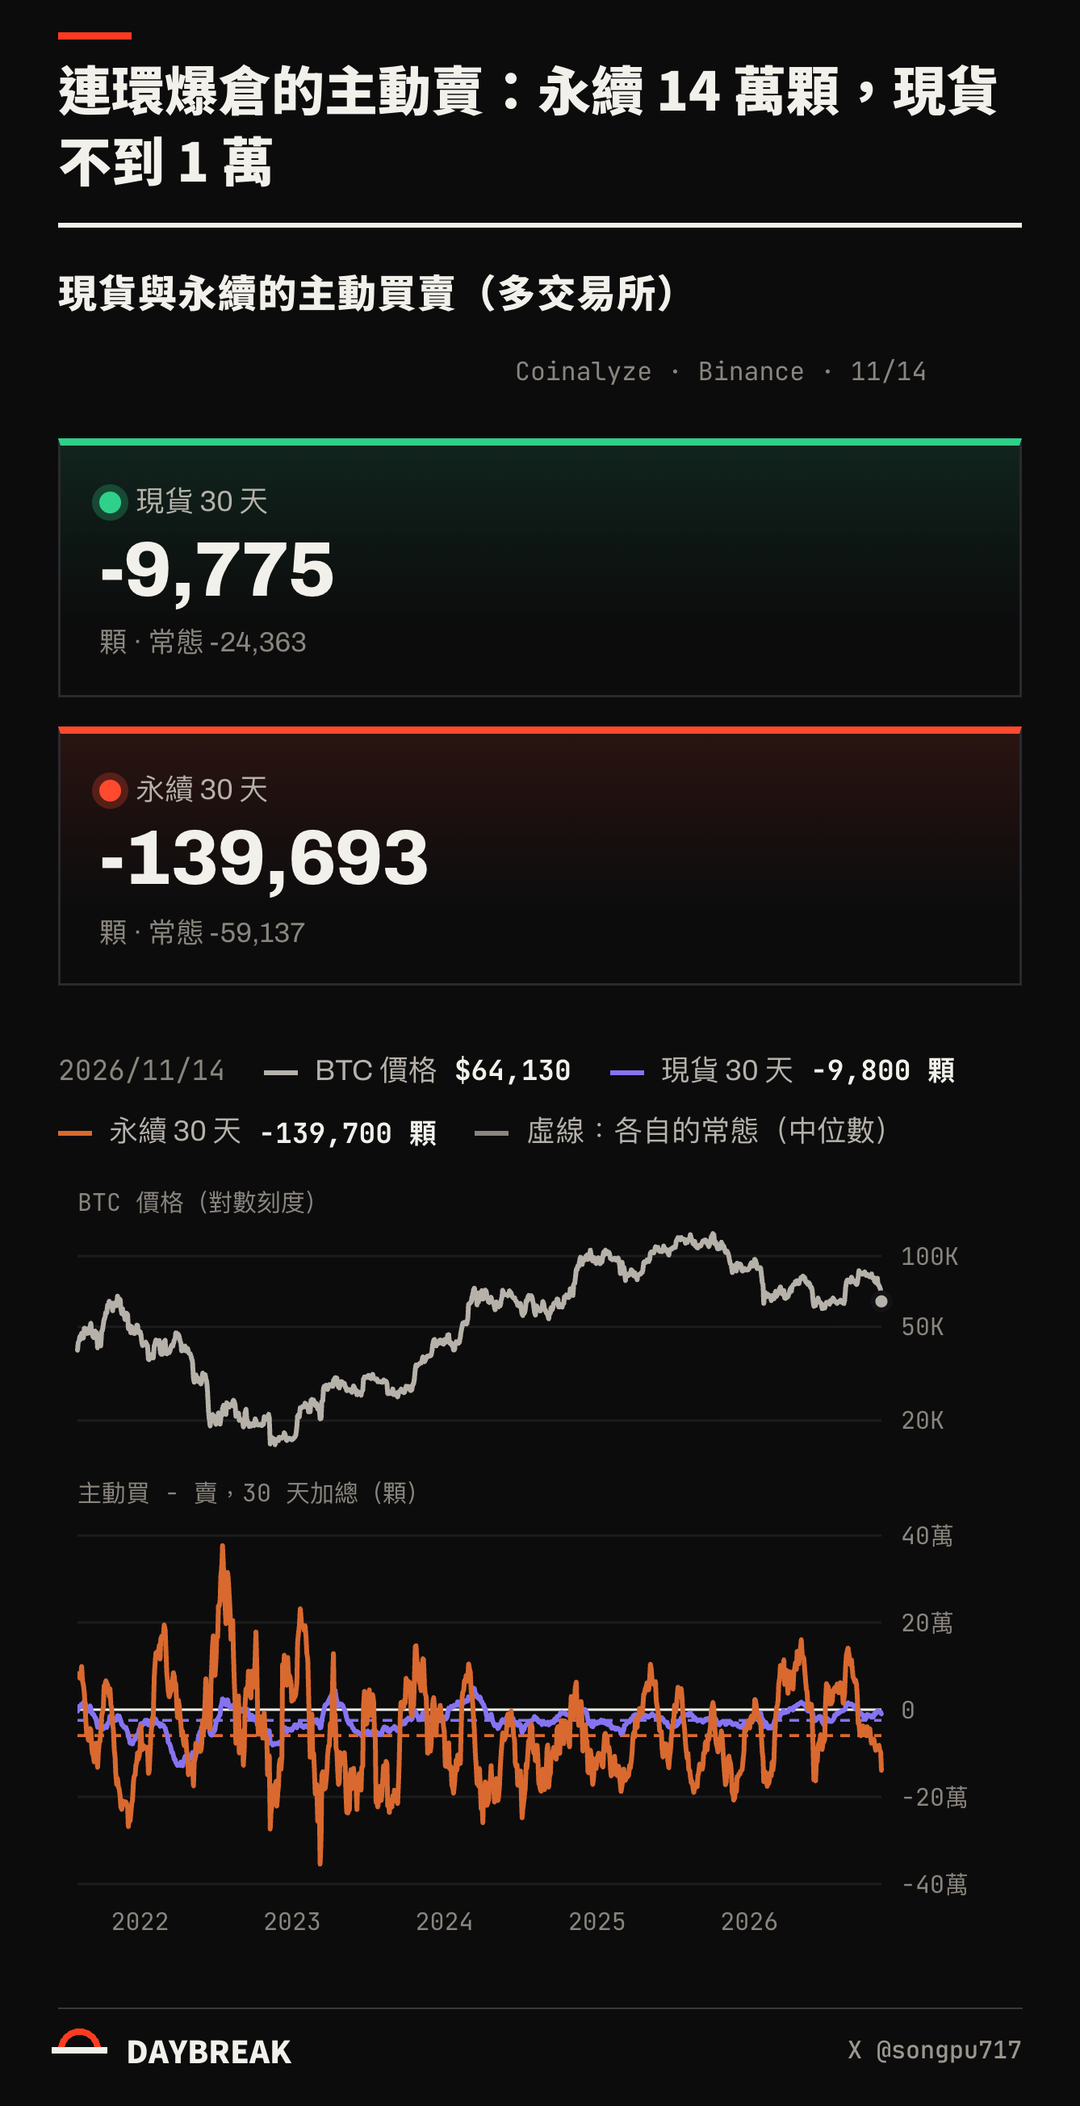 連環爆倉的主動賣：永續 14 萬顆，現貨
不到 1 萬
現貨與永續的主動買賣（多交易所）
Coinalyze · Binance · 11/14
現貨 30 天
-9,775
顆 · 常態 -24,363
永續 30 天
-139,693
顆 · 常態 -59,137
2026/11/14 BTC 價格 $64,130 現貨 30 天 -9,800 顆
永續 30 天 -139,700 顆 虛線：各自的常態（中位數）
BTC 價格（對數刻度）
100K
50K
20K
主動買 - 賣，30 天加總（顆）
40萬
20萬
0
-20萬
-40萬
2022 2023 2024 2025 2026
DAYBREAK
X @songpu717